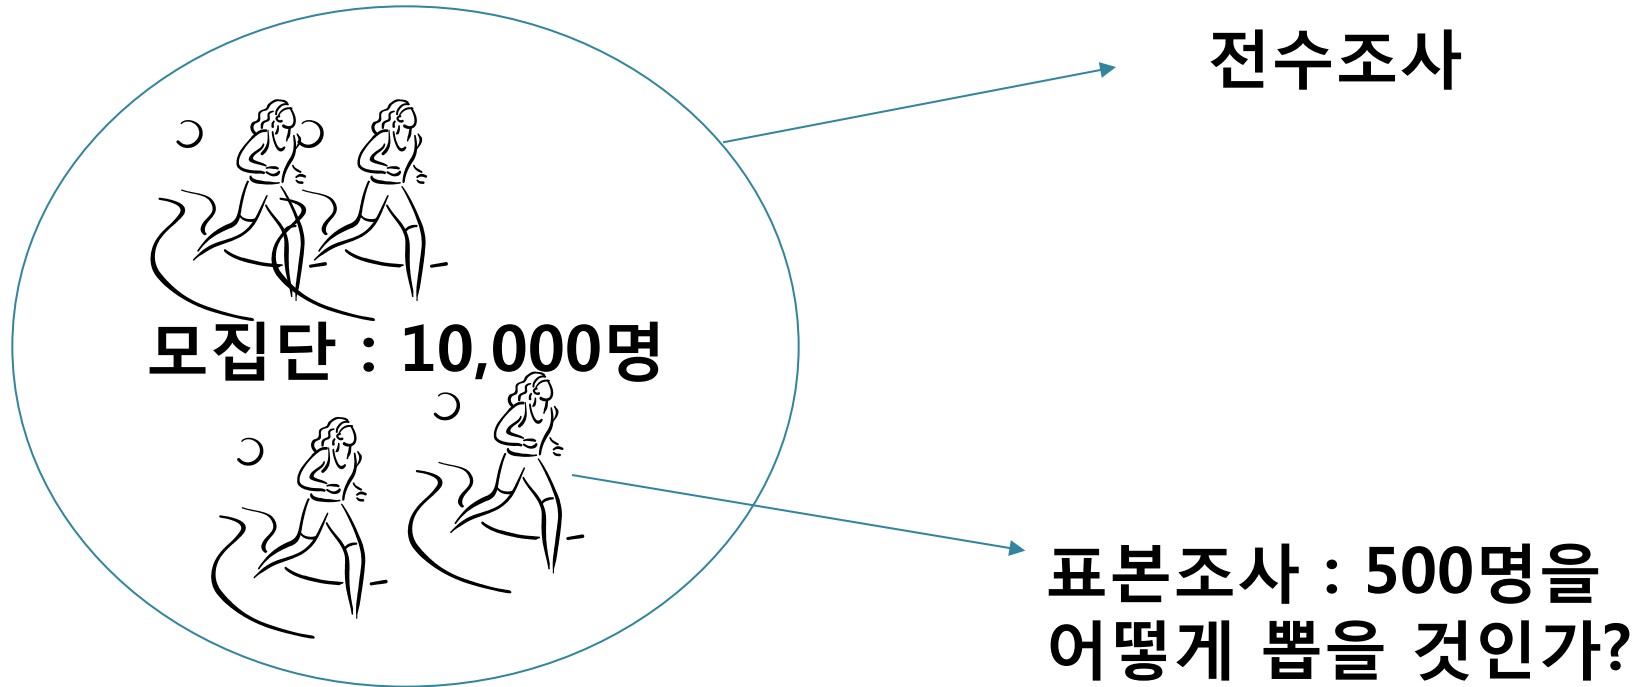 전수조사
모집단 : 10,000명
표본조사 : 500명을
어떻게 뽑을 것인가?